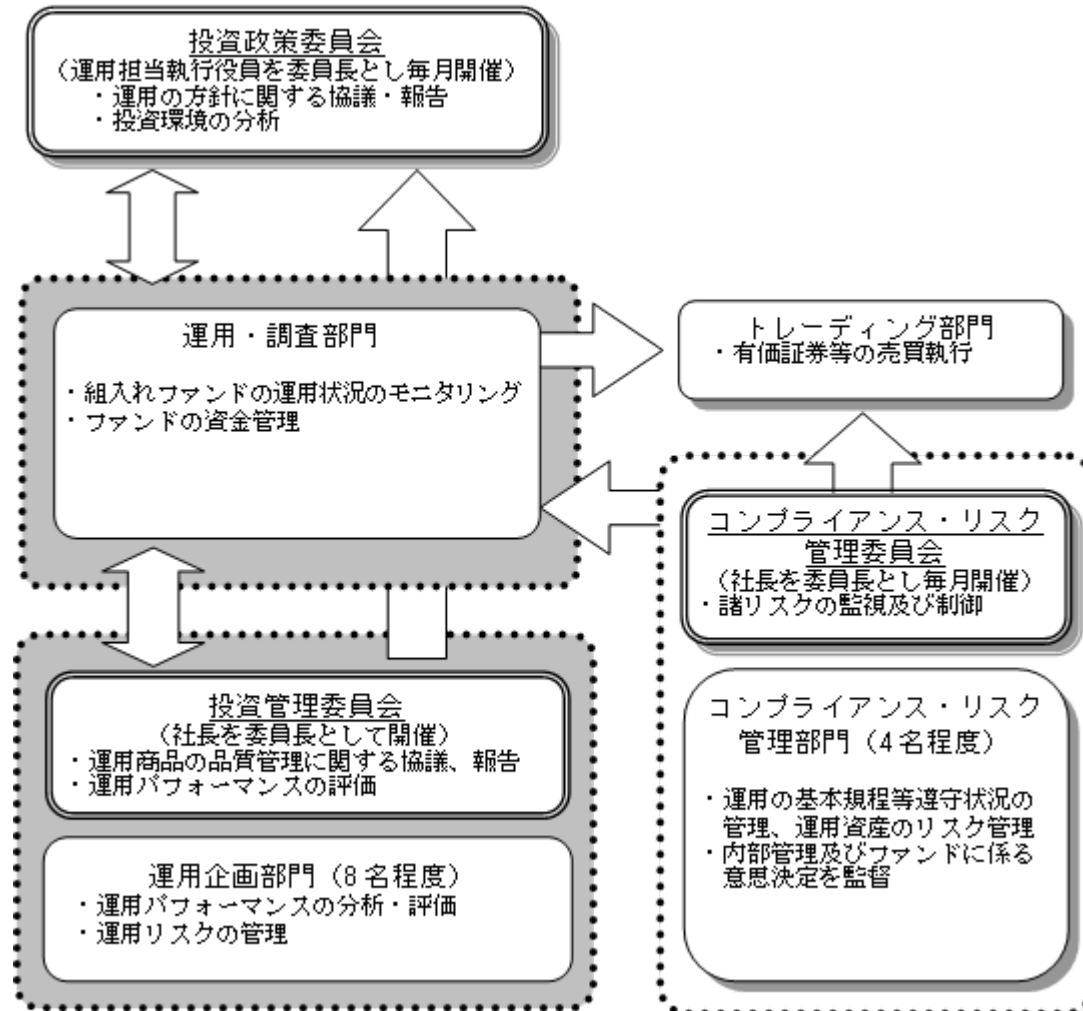 投資政策委員会
(運用担当執行役員を委員長とし毎月開催)
・運用の方針に関する協議・報告
・投資環境の分析
運用・調査部門
・組入れファンドの運用状況のモニタリング
・ファンドの資金管理
トレーディング部門
・有価証券等の売買執行
コンプライアンス・リスク
管理委員会
(社長を委員長とし毎月開催)
・諸リスクの監視及び制御
投資管理委員会
(社長を委員長として開催)
・運用商品の品質管理に関する協議、報告
・運用パフォーマンスの評価
運用企画部門(8名程度)
・運用パフォーマンスの分析・評価
・運用リスクの管理
コンプライアンス・リスク
管理部門(4名程度)
・運用の基本規程等遵守状況の
管理、運用資産のリスク管理
・内部管理及びファンドに係る
意思決定を監督